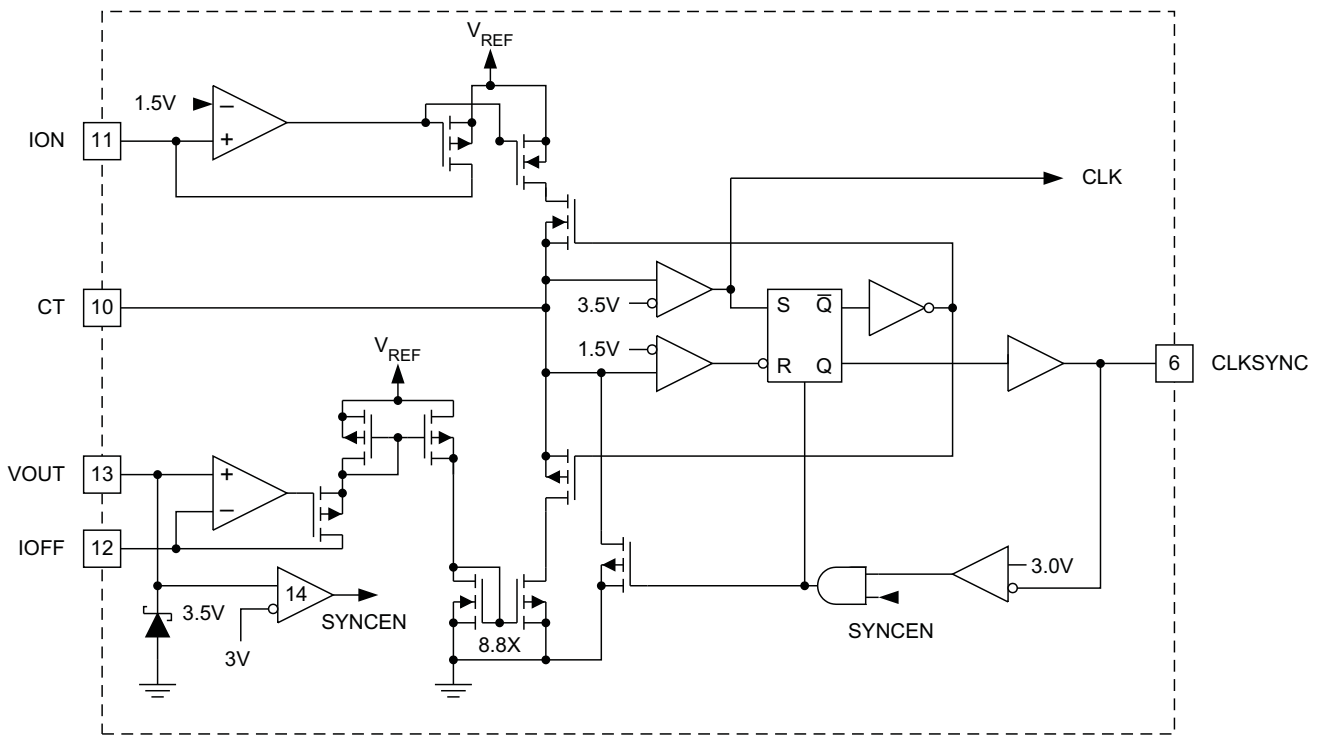 V_REF
1.5V
−
+
ION
11
CLK
CT
10
3.5V
S
Q̅
1.5V
R
Q
6
CLKSYNC
V_REF
VOUT
13
+
−
IOFF
12
3.5V
14
SYNCEN
3V
8.8X
3.0V
SYNCEN